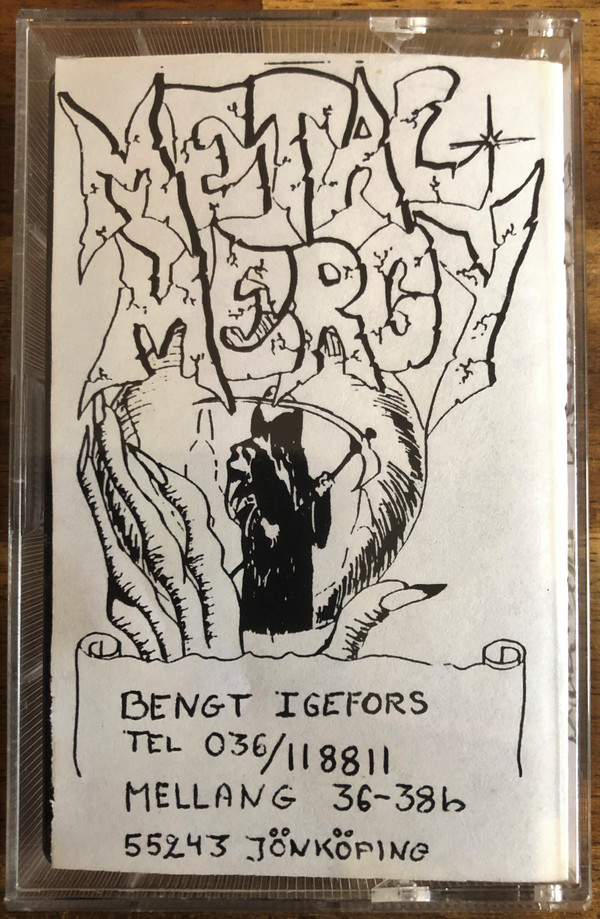 METAL
MERCY
BENGT IGEFORS
TEL 036/118811
MELLANG 36-38b
55243 JÖNKÖPING